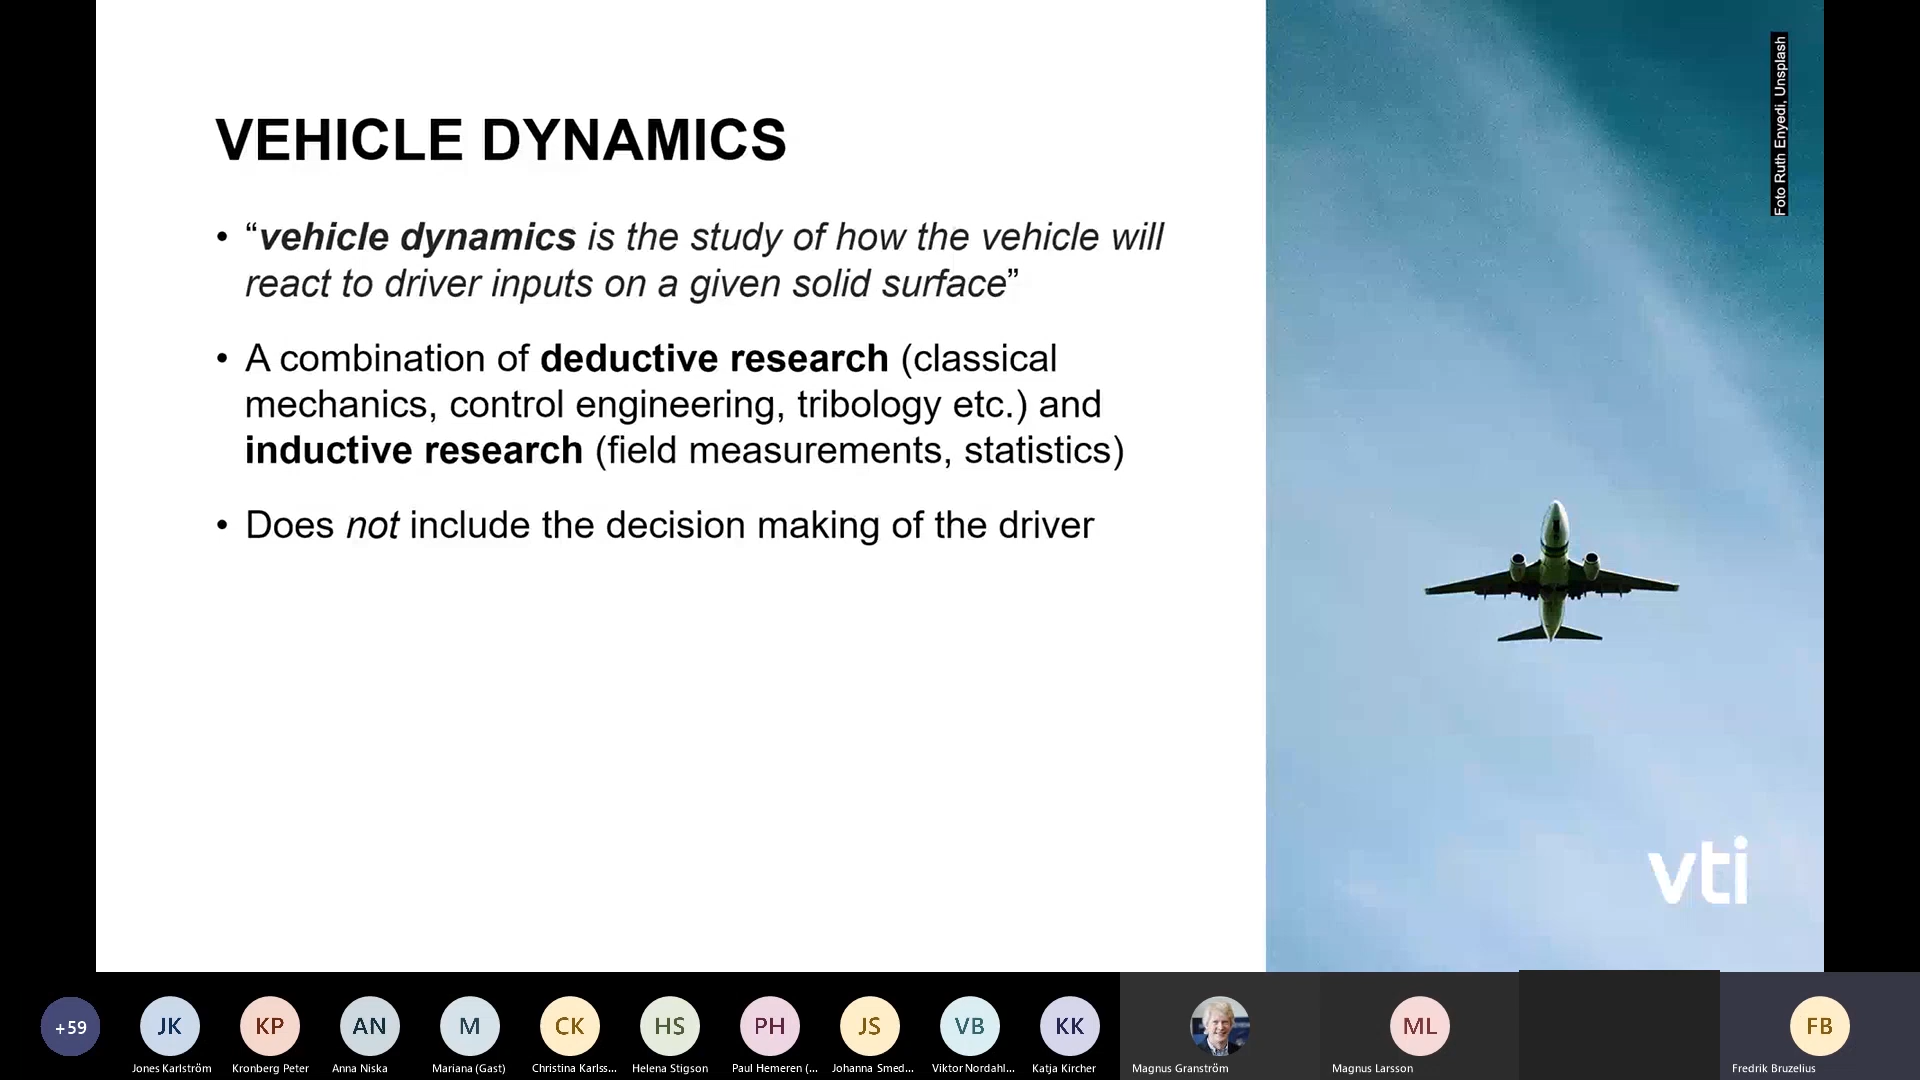 VEHICLE DYNAMICS
• “vehicle dynamics is the study of how the vehicle will
react to driver inputs on a given solid surface”
• A combination of deductive research (classical
mechanics, control engineering, tribology etc.) and
inductive research (field measurements, statistics)
• Does not include the decision making of the driver
Foto Ruth Enyedi, Unsplash
vti
+59
JK
KP
AN
M
CK
HS
PH
JS
VB
KK
ML
FB
Jones Karlström
Kronberg Peter
Anna Niska
Mariana (Gast)
Christina Karlss...
Helena Stigson
Paul Hemeren (...
Johanna Smed...
Viktor Nordahl...
Katja Kircher
Magnus Granström
Magnus Larsson
Fredrik Bruzelius